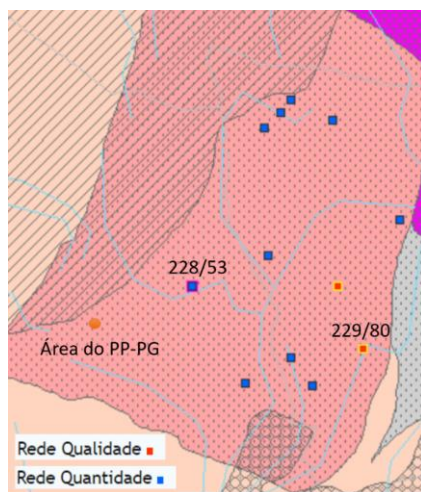 228/53
229/80
Área do PP-PG
Rede Qualidade
Rede Quantidade